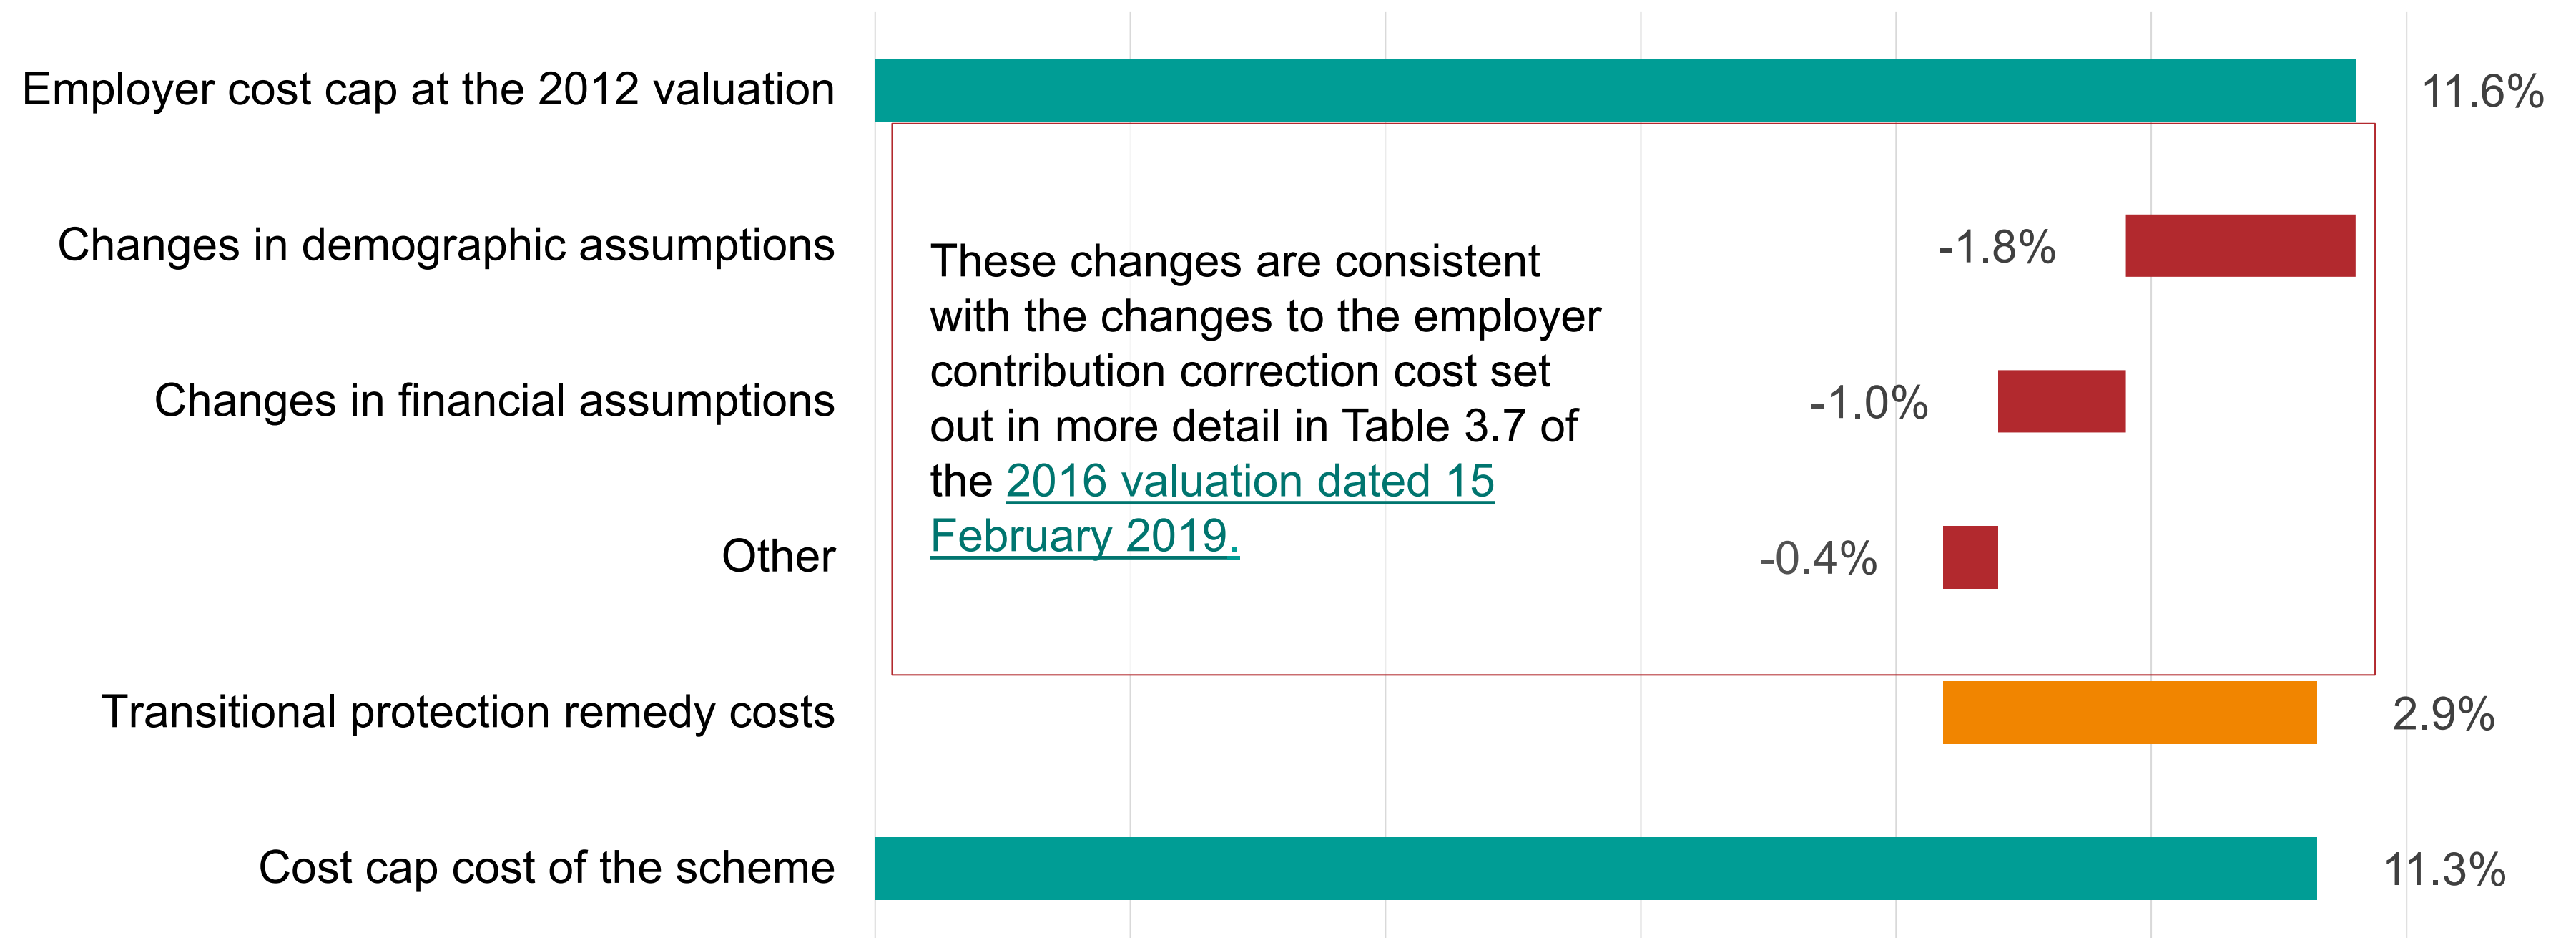 Employer cost cap at the 2012 valuation
11.6%
Changes in demographic assumptions
-1.8%
These changes are consistent
with the changes to the employer
contribution correction cost set
out in more detail in Table 3.7 of
the 2016 valuation dated 15
February 2019.
Changes in financial assumptions
-1.0%
Other
-0.4%
Transitional protection remedy costs
2.9%
Cost cap cost of the scheme
11.3%